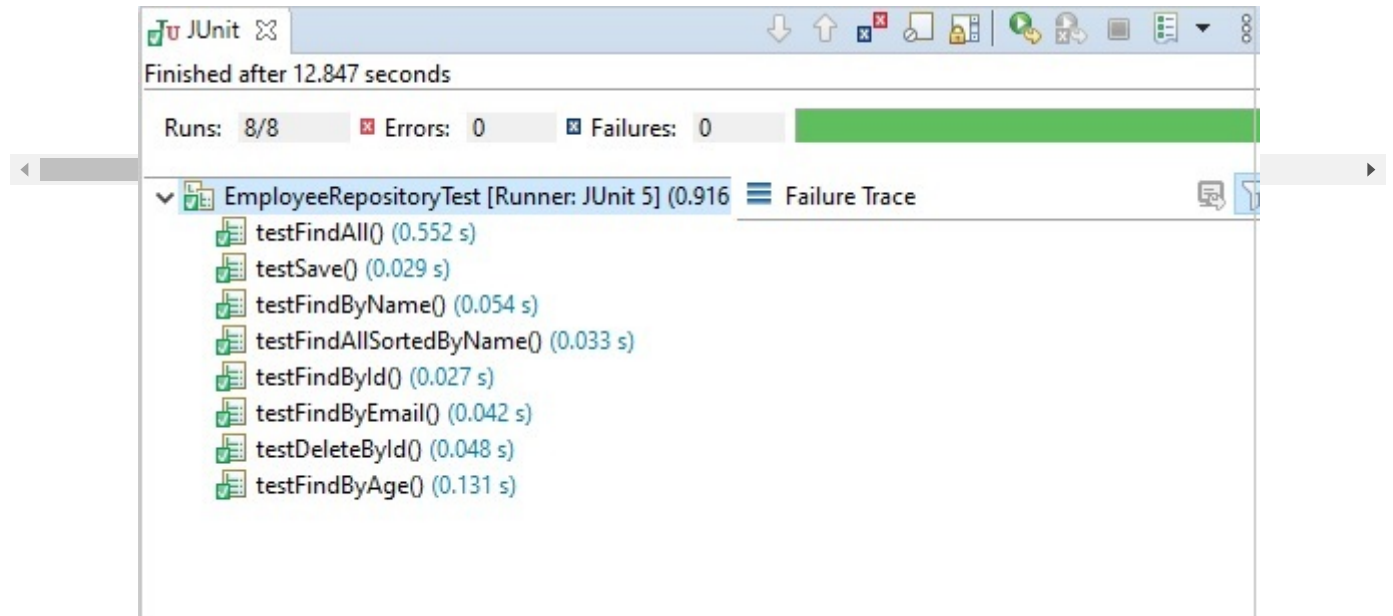 JUnit
Finished after 12.847 seconds
Runs: 8/8 Errors: 0 Failures: 0
EmployeeRepositoryTest [Runner: JUnit 5] (0.916
Failure Trace
testFindAll() (0.552 s)
testSave() (0.029 s)
testFindByName() (0.054 s)
testFindAllSortedByName() (0.033 s)
testFindById() (0.027 s)
testFindByEmail() (0.042 s)
testDeleteById() (0.048 s)
testFindByAge() (0.131 s)